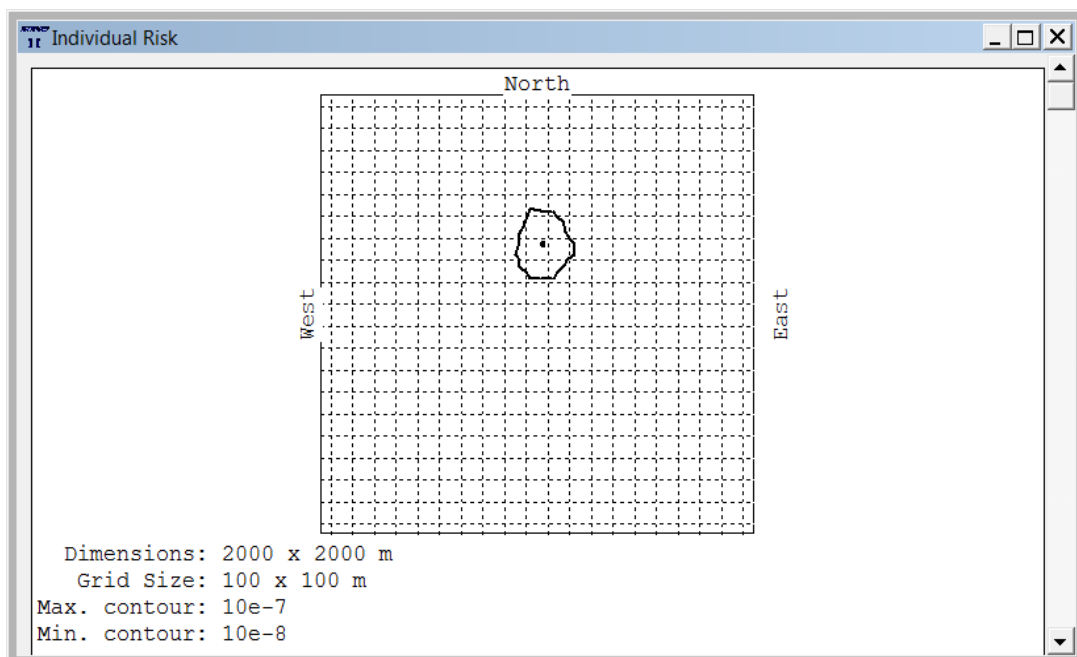 Individual Risk
North
West
East
Dimensions: 2000 x 2000 m
Grid Size: 100 x 100 m
Max. contour: 10e-7
Min. contour: 10e-8